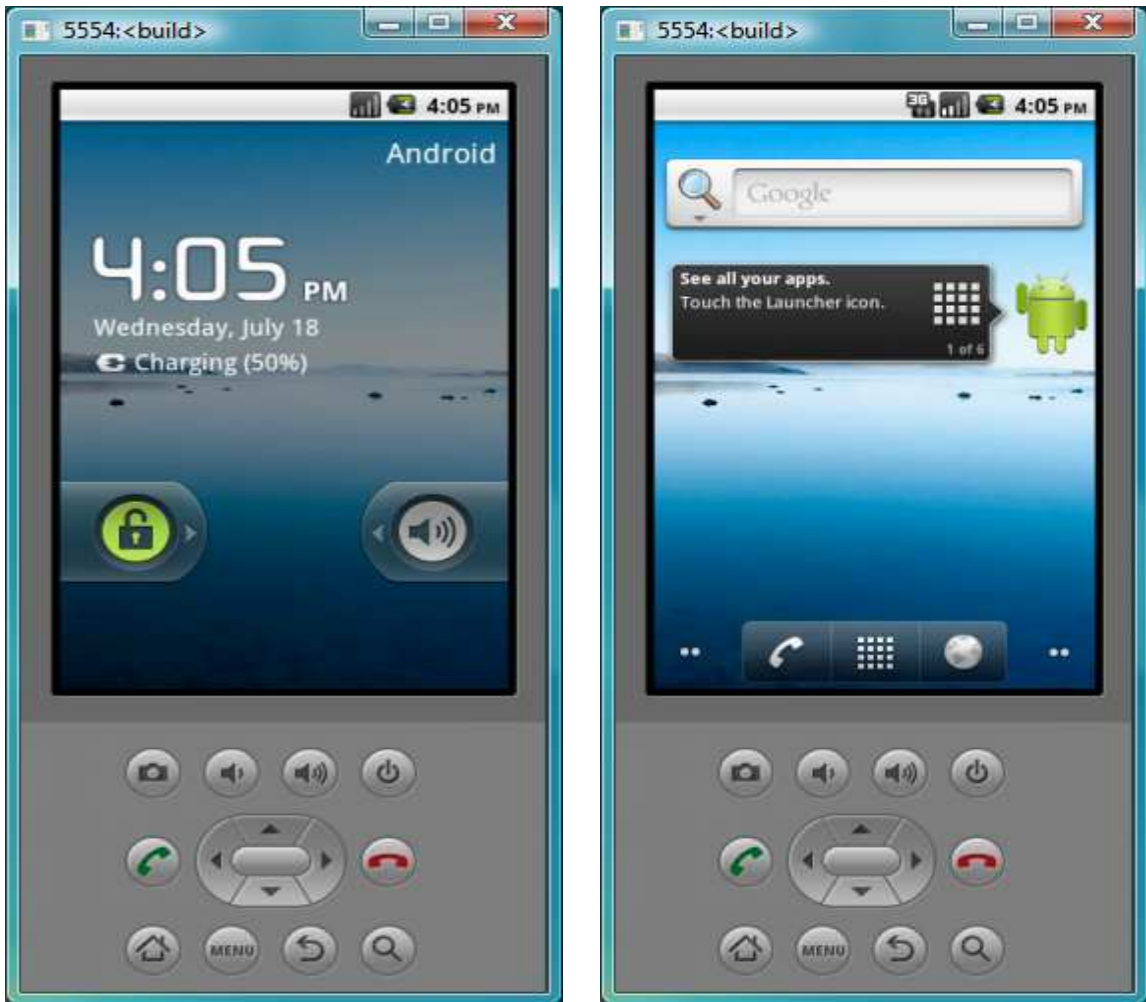 5554:<build>
4:05 PM
Android
4:05 PM
Wednesday, July 18
Charging (50%)
MENU
5554:<build>
3G
4:05 PM
Google
See all your apps.
Touch the Launcher icon.
1 of 6
MENU